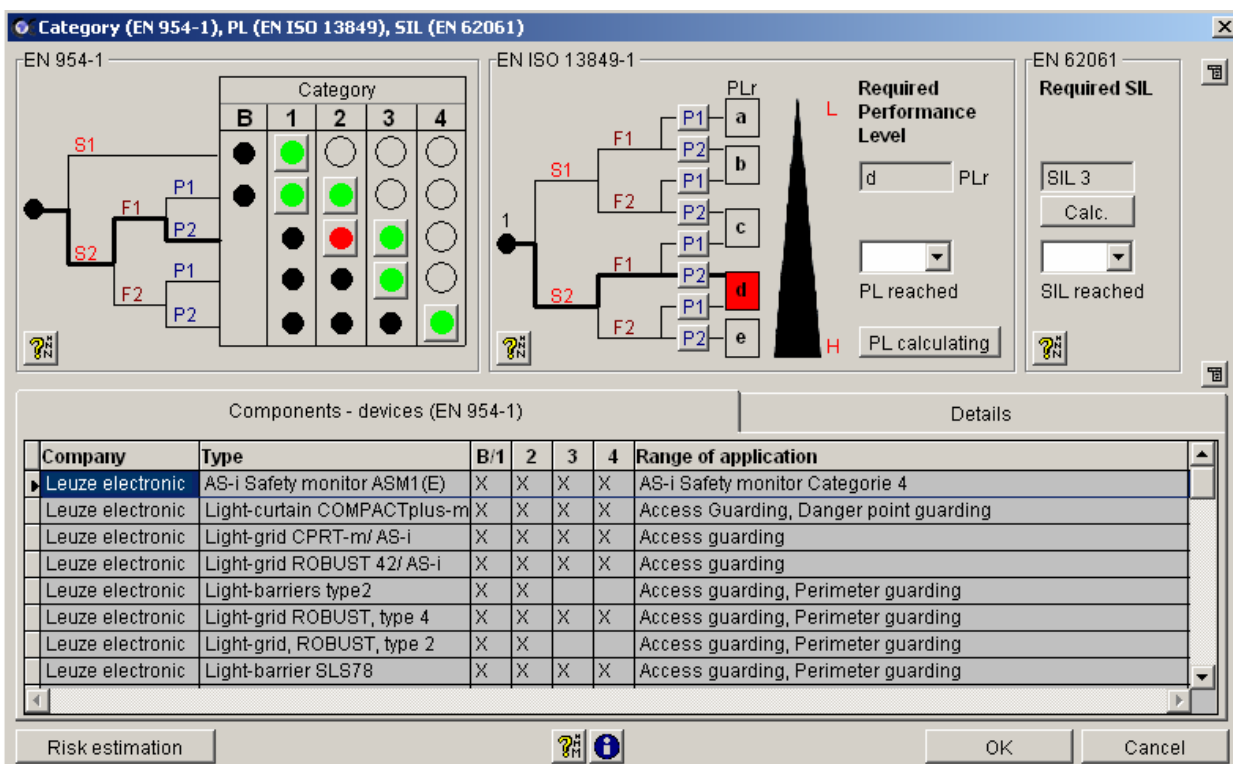 Category (EN 954-1), PL (EN ISO 13849), SIL (EN 62061)
EN 954-1
Category
B 1 2 3 4
S1
P1
F1
P2
S2
P1
F2
P2
EN ISO 13849-1
PLr
P1 a
F1
P2
b
S1
P1
F2
P2
c
1
P1
F1
P2
d
S2
P1
F2
P2 e
L
H
Required
Performance
Level
d PLr
PL reached
PL calculating
EN 62061
Required SIL
SIL 3
Calc.
SIL reached
Components - devices (EN 954-1) Details
Company Type B/1 2 3 4 Range of application
Leuze electronic AS-i Safety monitor ASM1(E) X X X X AS-i Safety monitor Categorie 4
Leuze electronic Light-curtain COMPACTplus-m X X X X Access Guarding, Danger point guarding
Leuze electronic Light-grid CPRT-m/ AS-i X X X X Access guarding
Leuze electronic Light-grid ROBUST 42/ AS-i X X X X Access guarding
Leuze electronic Light-barriers type2 X X Access guarding, Perimeter guarding
Leuze electronic Light-grid ROBUST, type 4 X X X X Access guarding, Perimeter guarding
Leuze electronic Light-grid, ROBUST, type 2 X X Access guarding, Perimeter guarding
Leuze electronic Light-barrier SLS78 X X X X Access guarding, Perimeter guarding
Risk estimation OK Cancel